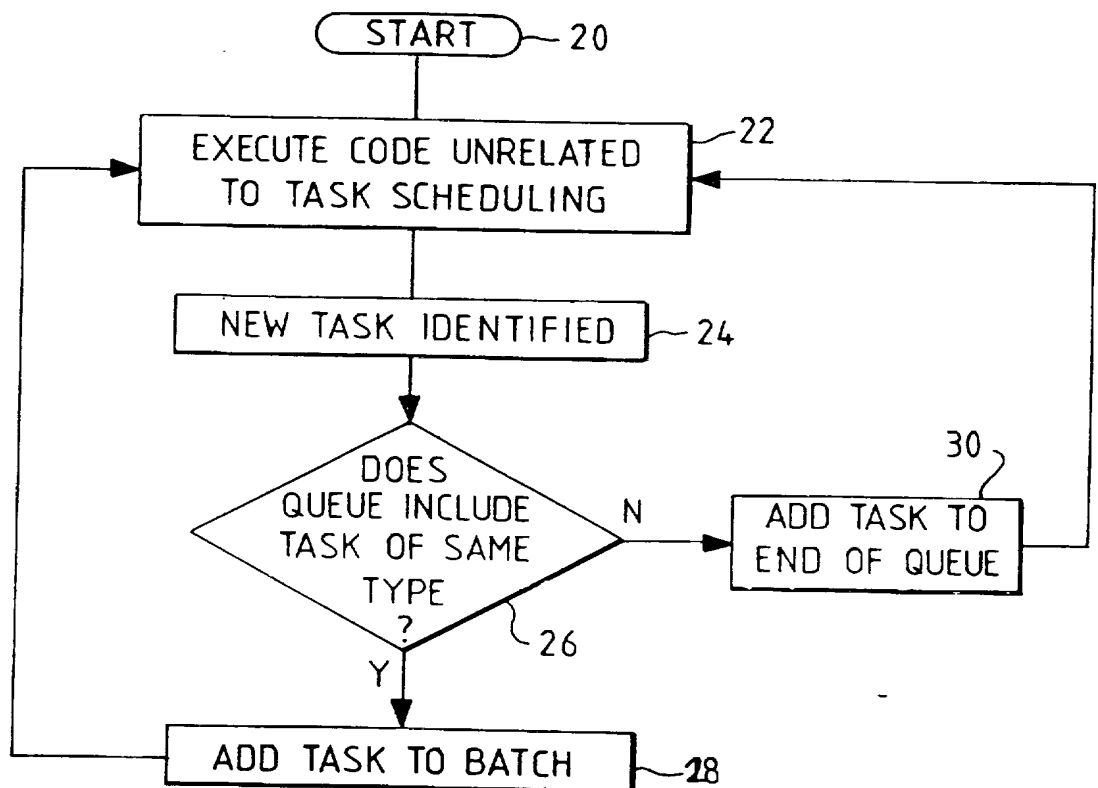 START
20
EXECUTE CODE UNRELATED
TO TASK SCHEDULING
22
NEW TASK IDENTIFIED
24
DOES
QUEUE INCLUDE
TASK OF SAME
TYPE
?
26
N
30
ADD TASK TO
END OF QUEUE
Y
ADD TASK TO BATCH
28